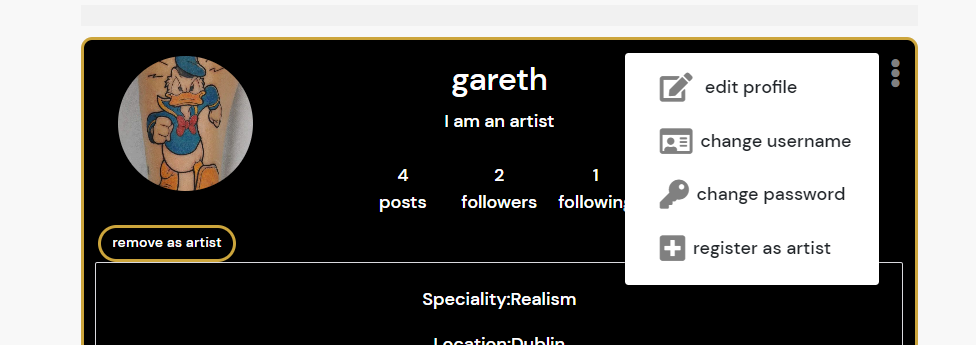 gareth
I am an artist
4 2 1
posts followers followin
remove as artist
Speciality:Realism
Location:Dublin
edit profile
change username
change password
register as artist